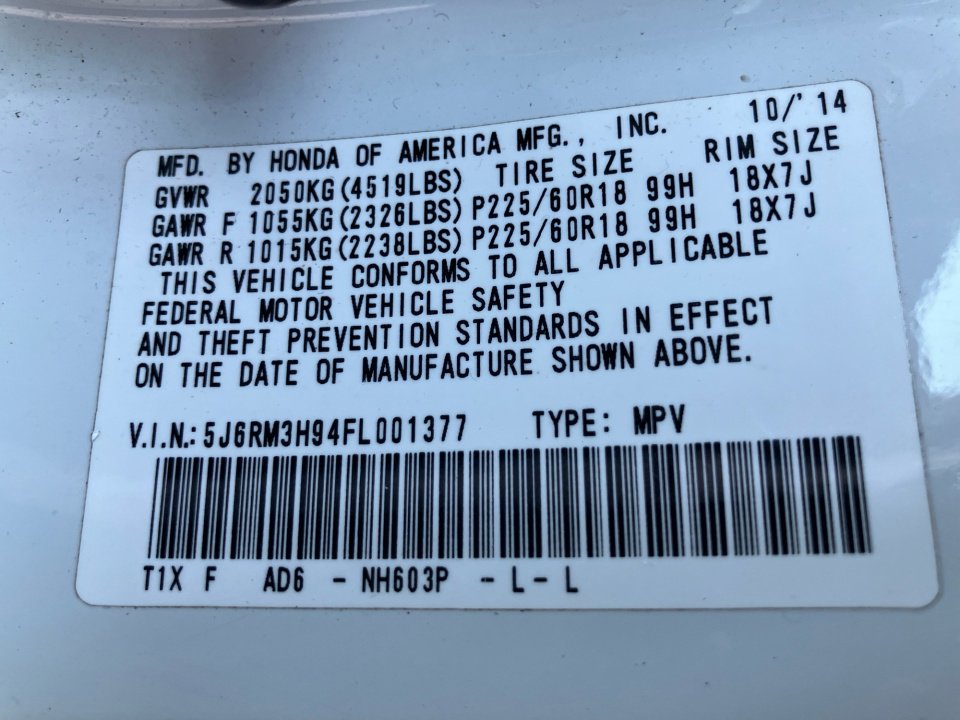 MFD. BY HONDA OF AMERICA MFG., INC. 10/'14
GVWR 2050KG(4519LBS) TIRE SIZE RIM SIZE
GAWR F 1055KG(2326LBS) P225/60R18 99H 18X7J
GAWR R 1015KG(2238LBS) P225/60R18 99H 18X7J
THIS VEHICLE CONFORMS TO ALL APPLICABLE
FEDERAL MOTOR VEHICLE SAFETY
AND THEFT PREVENTION STANDARDS IN EFFECT
ON THE DATE OF MANUFACTURE SHOWN ABOVE.
V.I.N.: 5J6RM3H94FL001377 TYPE: MPV
T1X F AD6 - NH603P - L - L